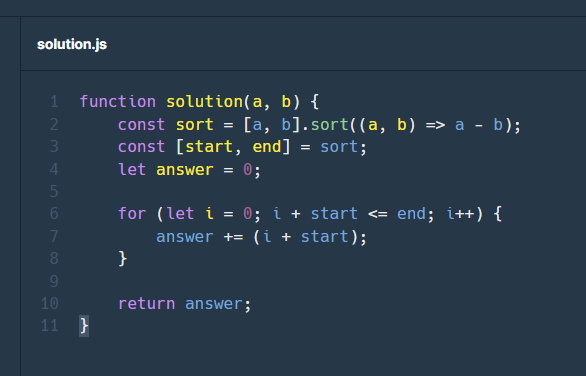 solution.js
1 function solution(a, b) {
2     const sort = [a, b].sort((a, b) => a - b);
3     const [start, end] = sort;
4     let answer = 0;
5
6     for (let i = 0; i + start <= end; i++) {
7         answer += (i + start);
8     }
9
10     return answer;
11 }